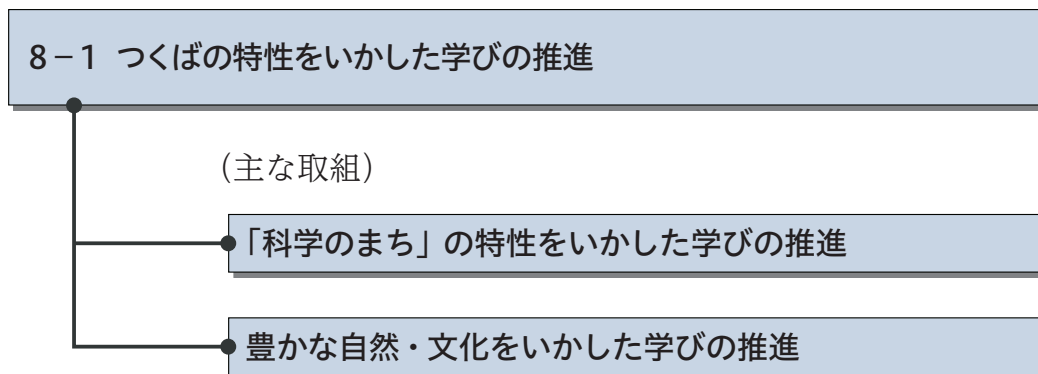 8－1 つくばの特性をいかした学びの推進
(主な取組)
「科学のまち」の特性をいかした学びの推進
豊かな自然・文化をいかした学びの推進